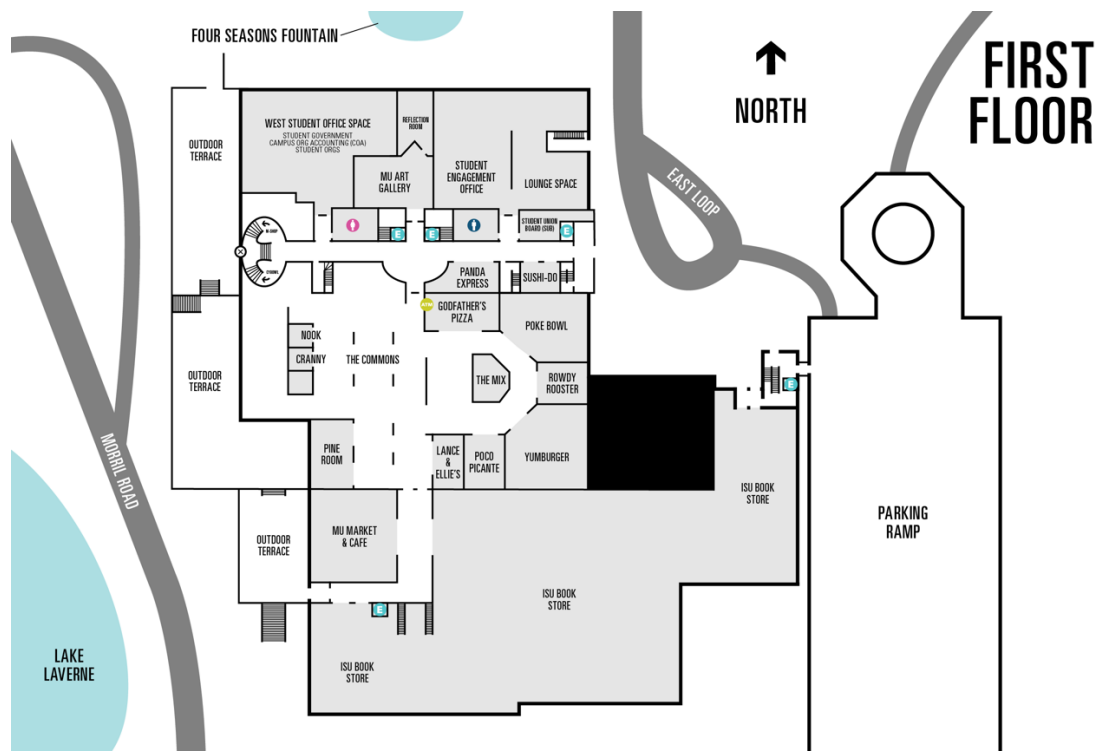 FOUR SEASONS FOUNTAIN
NORTH
FIRST
FLOOR
OUTDOOR
TERRACE
WEST STUDENT OFFICE SPACE
STUDENT GOVERNMENT
CAMPUS ORG ACCOUNTING (COA)
STUDENT ORGS
REFLECTION
ROOM
MU ART
GALLERY
STUDENT
ENGAGEMENT
OFFICE
LOUNGE SPACE
STUDENT UNION
BOARD (SUB)
EAST LOOP
E
E
E
M-SHOP
PANDA
EXPRESS
SUSHI-DO
ATM
GODFATHER'S
PIZZA
POKE BOWL
NOOK
CRANNY
THE COMMONS
THE MIX
ROWDY
ROOSTER
E
OUTDOOR
TERRACE
MORRIL ROAD
PINE
ROOM
LANCE
&
ELLIE'S
POCO
PICANTE
YUMBURGER
ISU BOOK
STORE
PARKING
RAMP
OUTDOOR
TERRACE
MU MARKET
& CAFE
ISU BOOK
STORE
E
LAKE
LAVERNE
ISU BOOK
STORE